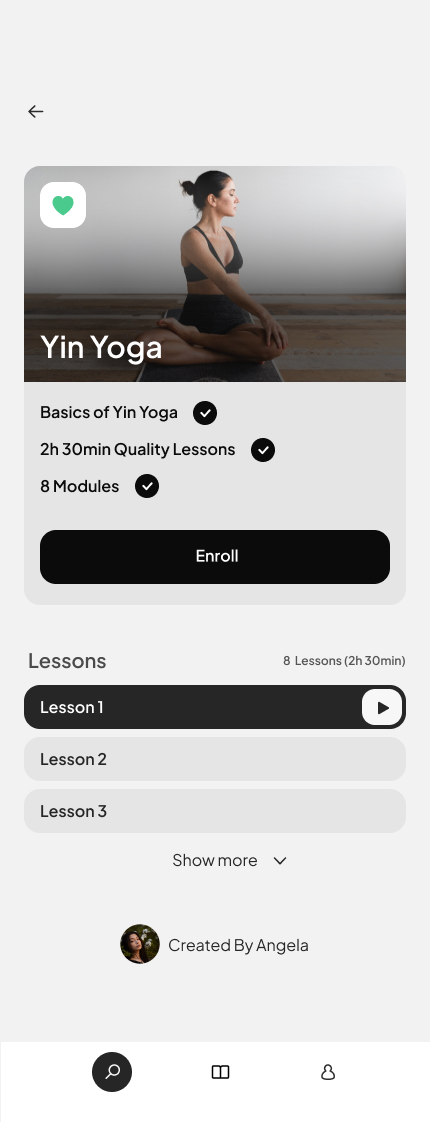 Yin Yoga
Basics of Yin Yoga
2h 30min Quality Lessons
8 Modules
Enroll
Lessons
8 Lessons (2h 30min)
Lesson 1
Lesson 2
Lesson 3
Show more
Created By Angela